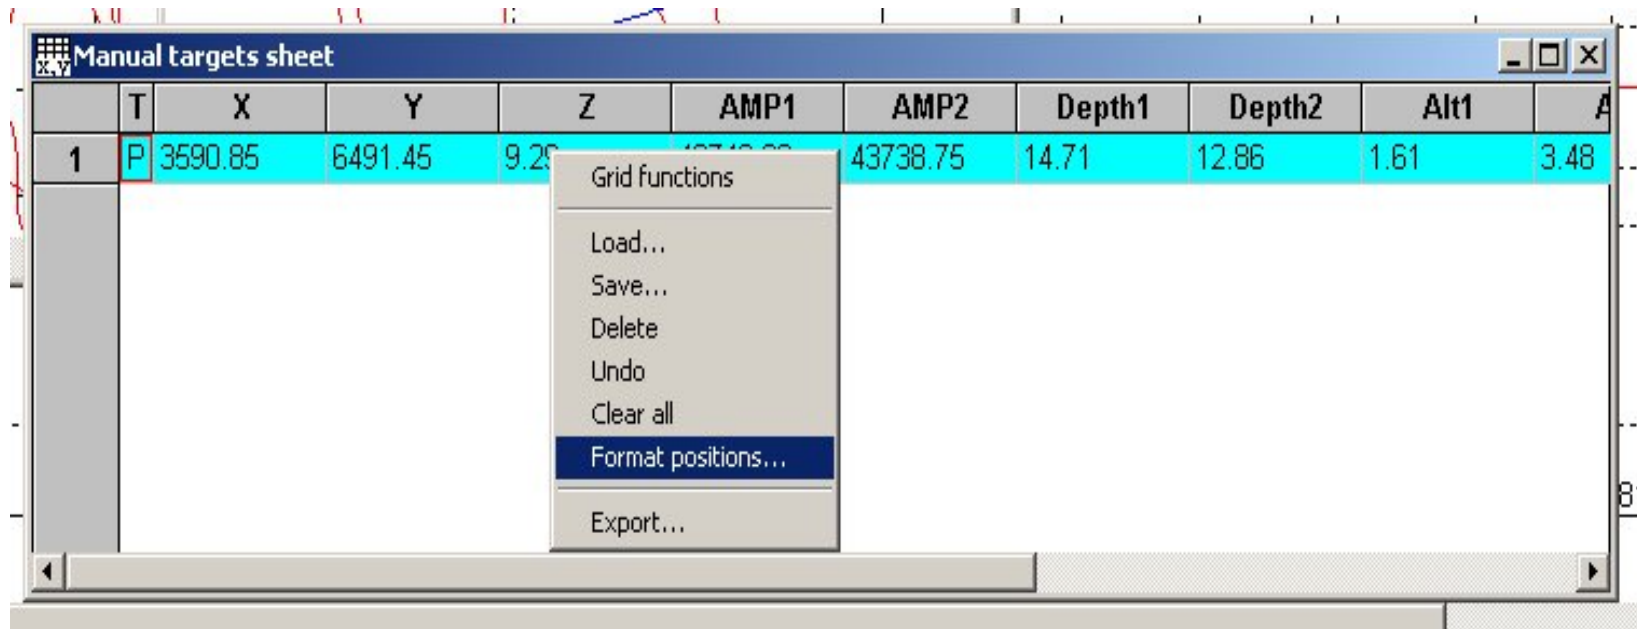 Manual targets sheet
X,Y
T X Y Z AMP1 AMP2 Depth1 Depth2 Alt1
1 P 3590.85 6491.45 43738.75 14.71 12.86 1.61 3.48
Grid functions
Load...
Save...
Delete
Undo
Clear all
Format positions...
Export...